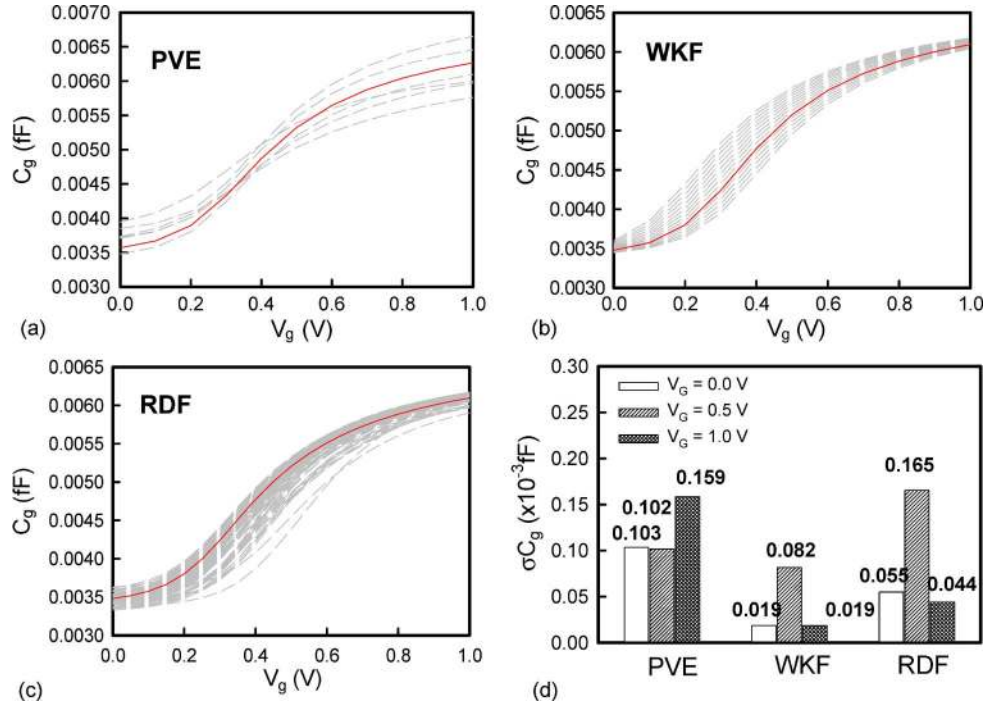 0.0070
0.0065
0.0060
0.0055
0.0050
0.0045
0.0040
0.0035
0.0030
C_g (fF)
PVE
0.0 0.2 0.4 0.6 0.8 1.0
V_g (V)
(a)
0.0065
0.0060
0.0055
0.0050
0.0045
0.0040
0.0035
0.0030
C_g (fF)
WKF
0.0 0.2 0.4 0.6 0.8 1.0
V_g (V)
(b)
0.0065
0.0060
0.0055
0.0050
0.0045
0.0040
0.0035
0.0030
C_g (fF)
RDF
0.0 0.2 0.4 0.6 0.8 1.0
V_g (V)
(c)
0.30
0.25
0.20
0.15
0.10
0.05
0.00
σC_g (x10⁻³fF)
V_G = 0.0 V
V_G = 0.5 V
V_G = 1.0 V
0.103
0.102
0.159
0.019
0.082
0.019
0.055
0.165
0.044
PVE WKF RDF
(d)